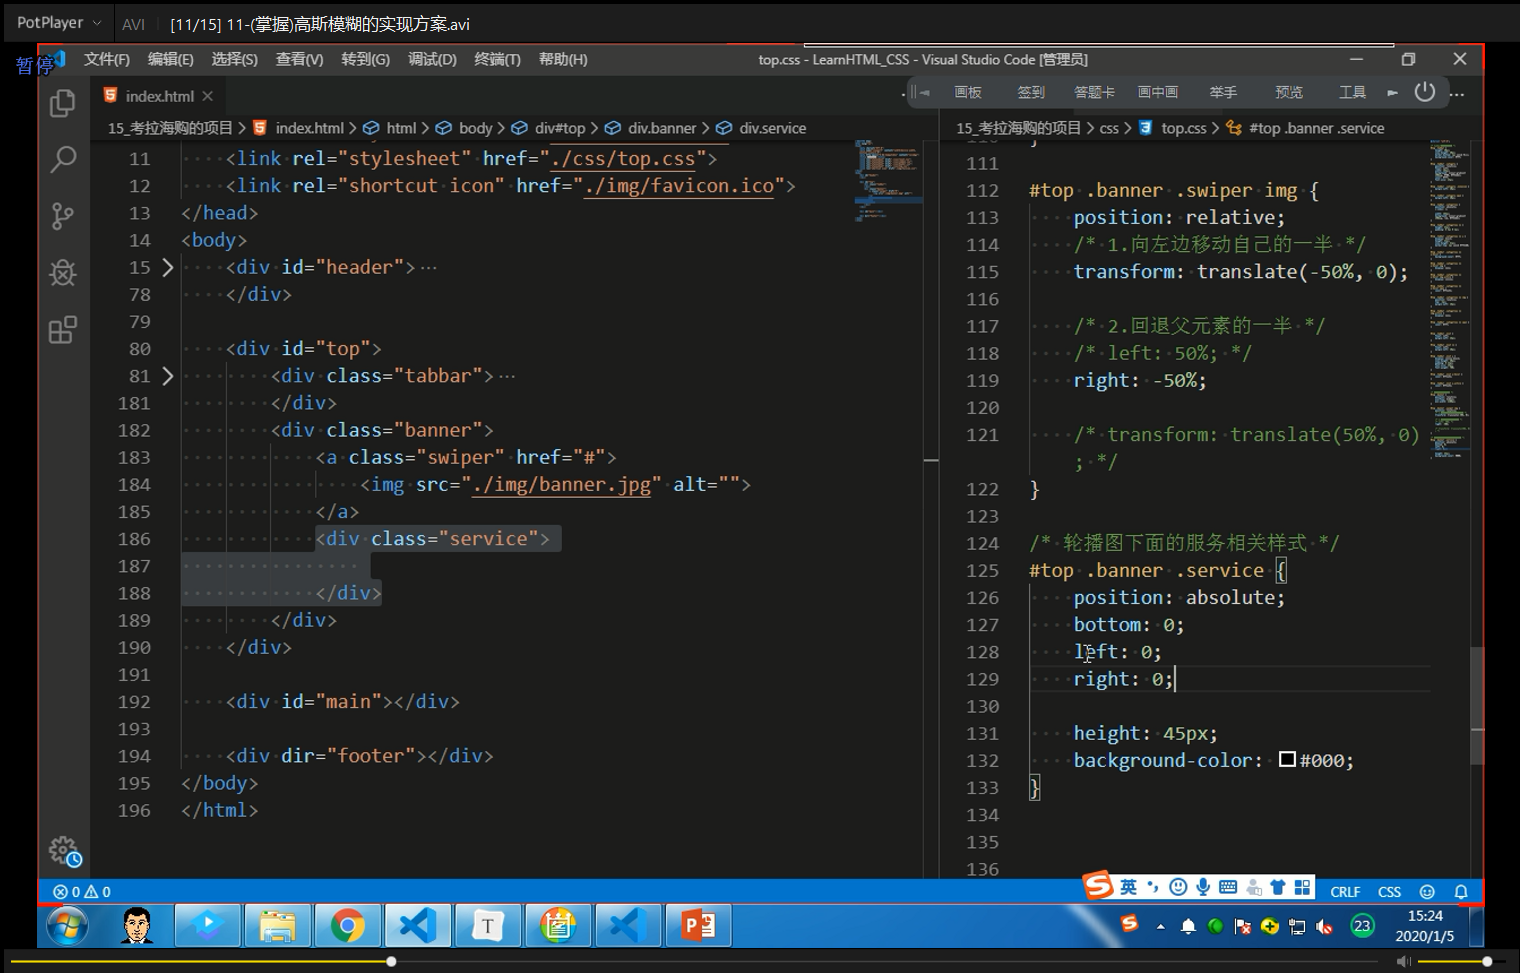 PotPlayer AVI [11/15] 11-(掌握)高斯模糊的实现方案.avi
暂停
文件(F) 编辑(E) 选择(S) 查看(V) 转到(G) 调试(D) 终端(T) 帮助(H) top.css - LearnHTML_CSS - Visual Studio Code [管理员]
index.html
画板 签到 答题卡 画中画 举手 预览 工具
15_考拉海购的项目 > index.html > html > body > div#top > div.banner > div.service
11 <link rel="stylesheet" href="./css/top.css">
12 <link rel="shortcut icon" href="./img/favicon.ico">
13 </head>
14 <body>
15 <div id="header">…
78 </div>
79
80 <div id="top">
81 <div class="tabbar">…
181 </div>
182 <div class="banner">
183 <a class="swiper" href="#">
184 <img src="./img/banner.jpg" alt="">
185 </a>
186 <div class="service">
187
188 </div>
189 </div>
190 </div>
191
192 <div id="main"></div>
193
194 <div dir="footer"></div>
195 </body>
196 </html>
15_考拉海购的项目 > css > top.css > #top .banner .service
111
112 #top .banner .swiper img {
113 position: relative;
114 /* 1.向左边移动自己的一半 */
115 transform: translate(-50%, 0);
116
117 /* 2.回退父元素的一半 */
118 /* left: 50%; */
119 right: -50%;
120
121 /* transform: translate(50%, 0)
; */
122 }
123
124 /* 轮播图下面的服务相关样式 */
125 #top .banner .service {
126 position: absolute;
127 bottom: 0;
128 left: 0;
129 right: 0;
130
131 height: 45px;
132 background-color: #000;
133 }
134
135
136
0 0
英
CRLF CSS
T
23
15:24
2020/1/5